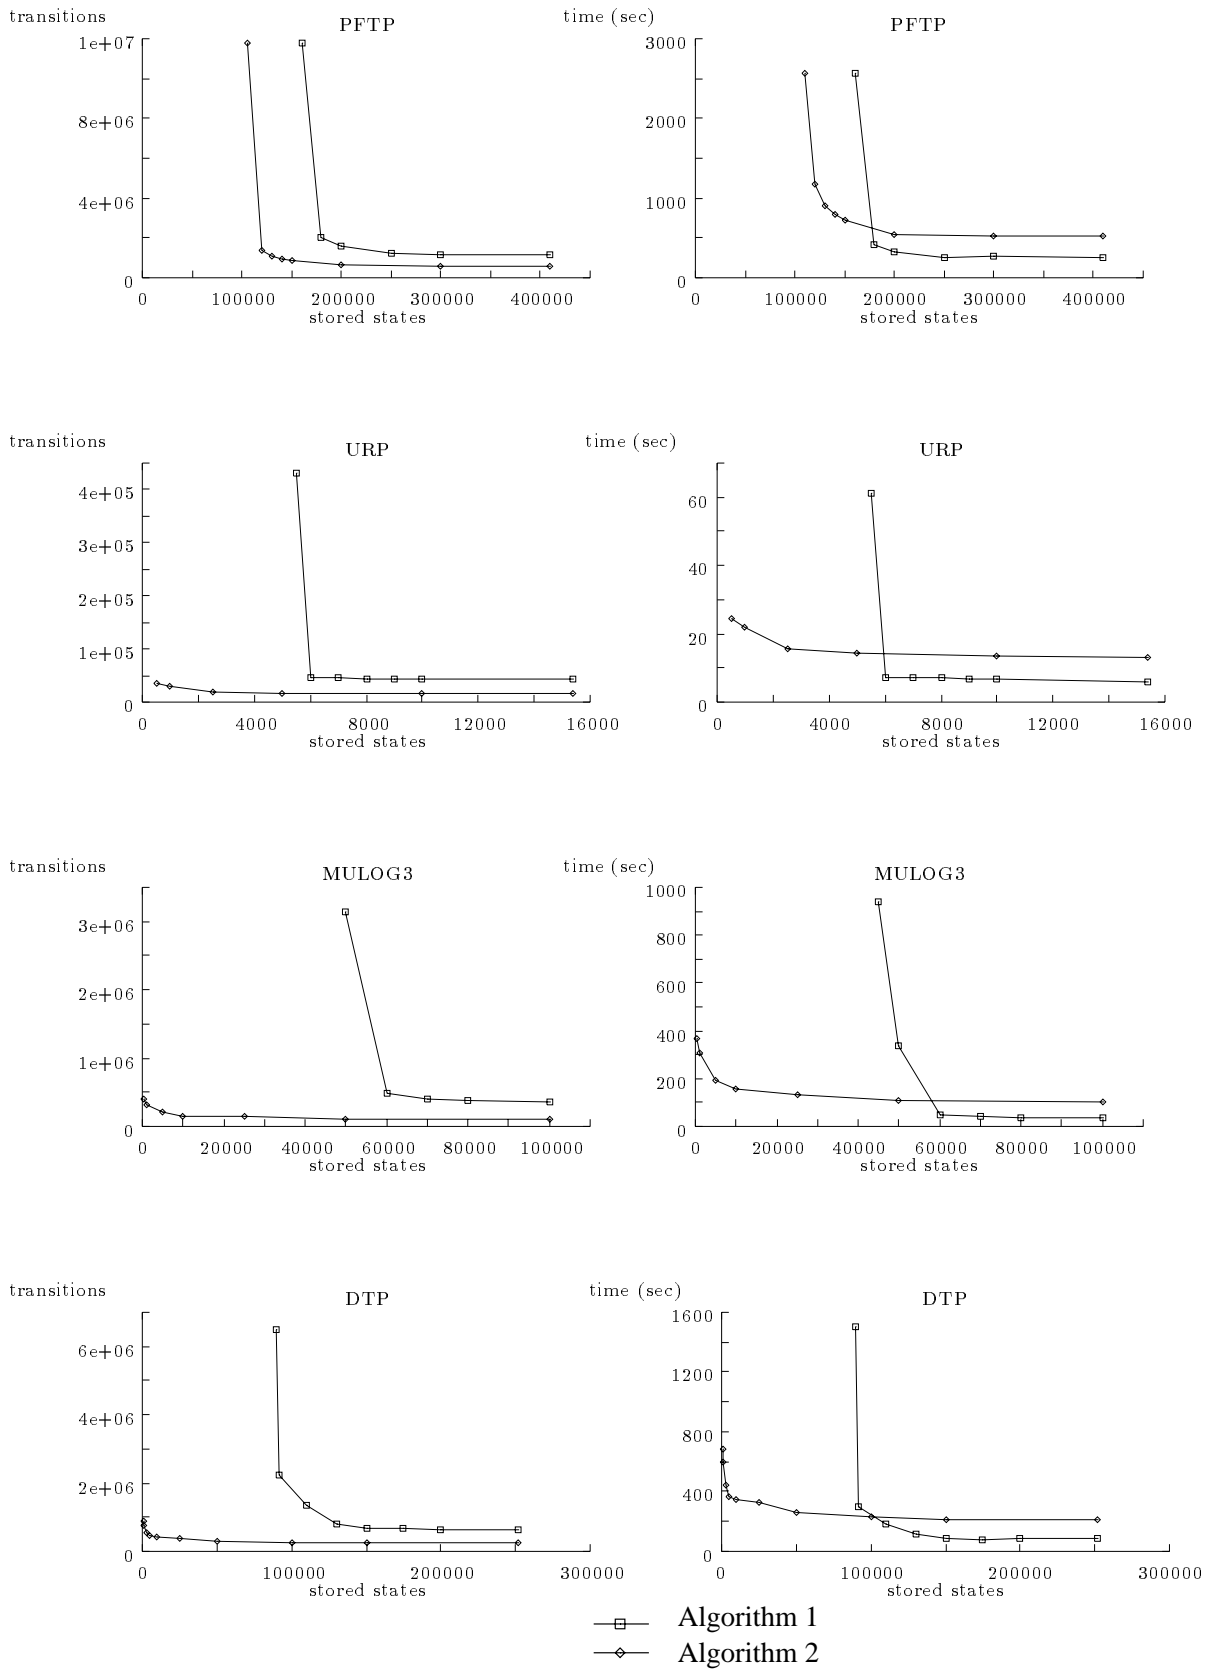 transitions
PFTP
1e+07
8e+06
4e+06
0
0 100000 200000 300000 400000
stored states
time (sec)
PFTP
3000
2000
1000
0
0 100000 200000 300000 400000
stored states
transitions
URP
4e+05
3e+05
2e+05
1e+05
0
0 4000 8000 12000 16000
stored states
time (sec)
URP
60
40
20
0
0 4000 8000 12000 16000
stored states
transitions
MULOG3
3e+06
2e+06
1e+06
0
0 20000 40000 60000 80000 100000
stored states
time (sec)
MULOG3
1000
800
600
400
200
0
0 20000 40000 60000 80000 100000
stored states
transitions
DTP
6e+06
4e+06
2e+06
0
0 100000 200000 300000
stored states
time (sec)
DTP
1600
1200
800
400
0
0 100000 200000 300000
stored states
Algorithm 1
Algorithm 2